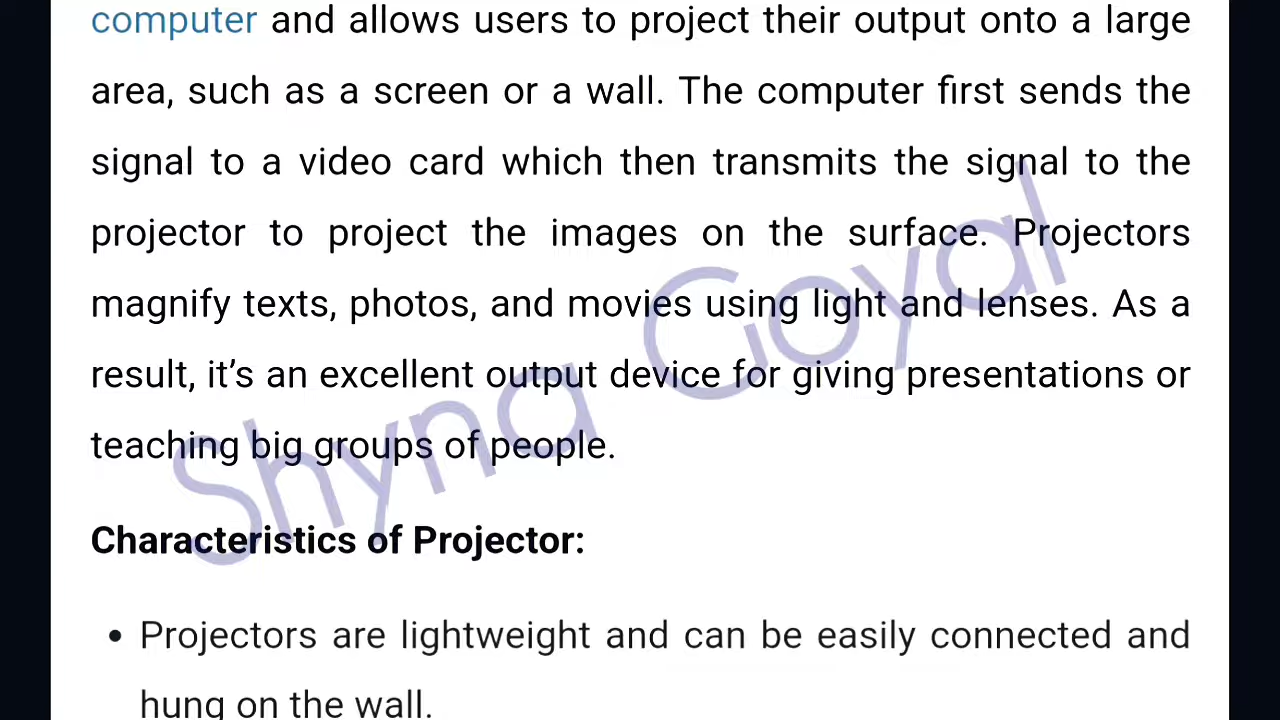 computer and allows users to project their output onto a large
area, such as a screen or a wall. The computer first sends the
signal to a video card which then transmits the signal to the
projector to project the images on the surface. Projectors
magnify texts, photos, and movies using light and lenses. As a
result, it’s an excellent output device for giving presentations or
teaching big groups of people.
Shyna Goyal
Characteristics of Projector:
• Projectors are lightweight and can be easily connected and
hung on the wall.